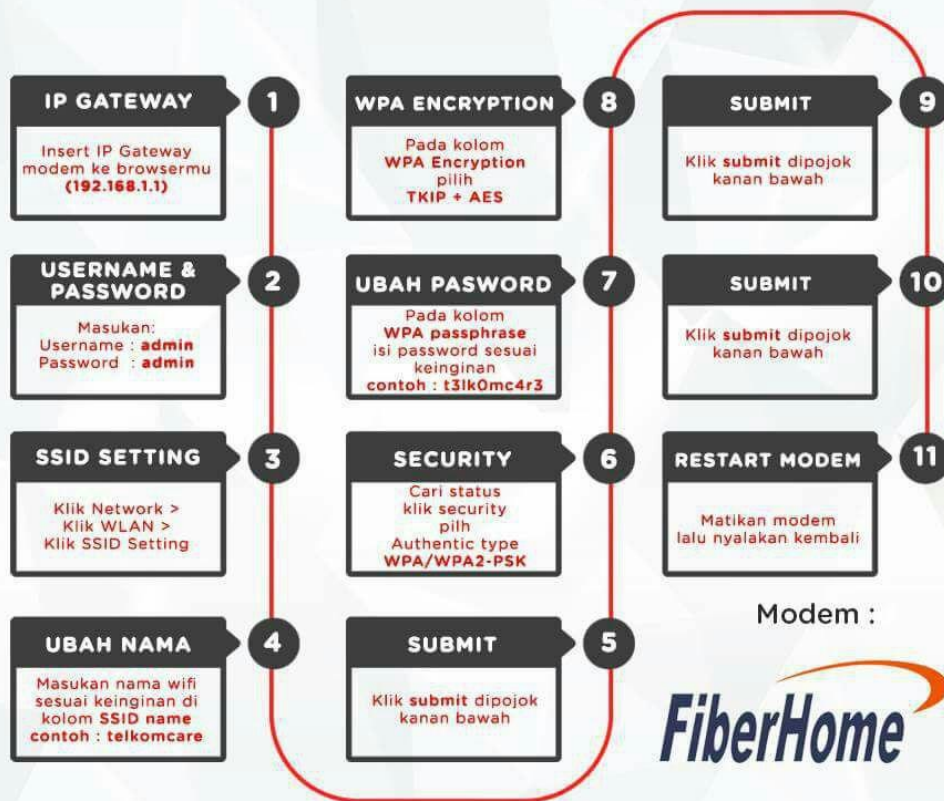 IP GATEWAY
1
Insert IP Gateway
modem ke browsermu
(192.168.1.1)
USERNAME &
PASSWORD
2
Masukan:
Username : admin
Password : admin
SSID SETTING
3
Klik Network >
Klik WLAN >
Klik SSID Setting
UBAH NAMA
4
Masukan nama wifi
sesuai keinginan di
kolom SSID name
contoh : telkomcare
SUBMIT
5
Klik submit dipojok
kanan bawah
SECURITY
6
Cari status
klik security
pilh
Authentic type
WPA/WPA2-PSK
UBAH PASWORD
7
Pada kolom
WPA passphrase
isi password sesuai
keinginan
contoh : t3lk0mc4r3
WPA ENCRYPTION
8
Pada kolom
WPA Encryption
pilih
TKIP + AES
SUBMIT
9
Klik submit dipojok
kanan bawah
SUBMIT
10
Klik submit dipojok
kanan bawah
RESTART MODEM
11
Matikan modem
lalu nyalakan kembali
Modem :
FiberHome